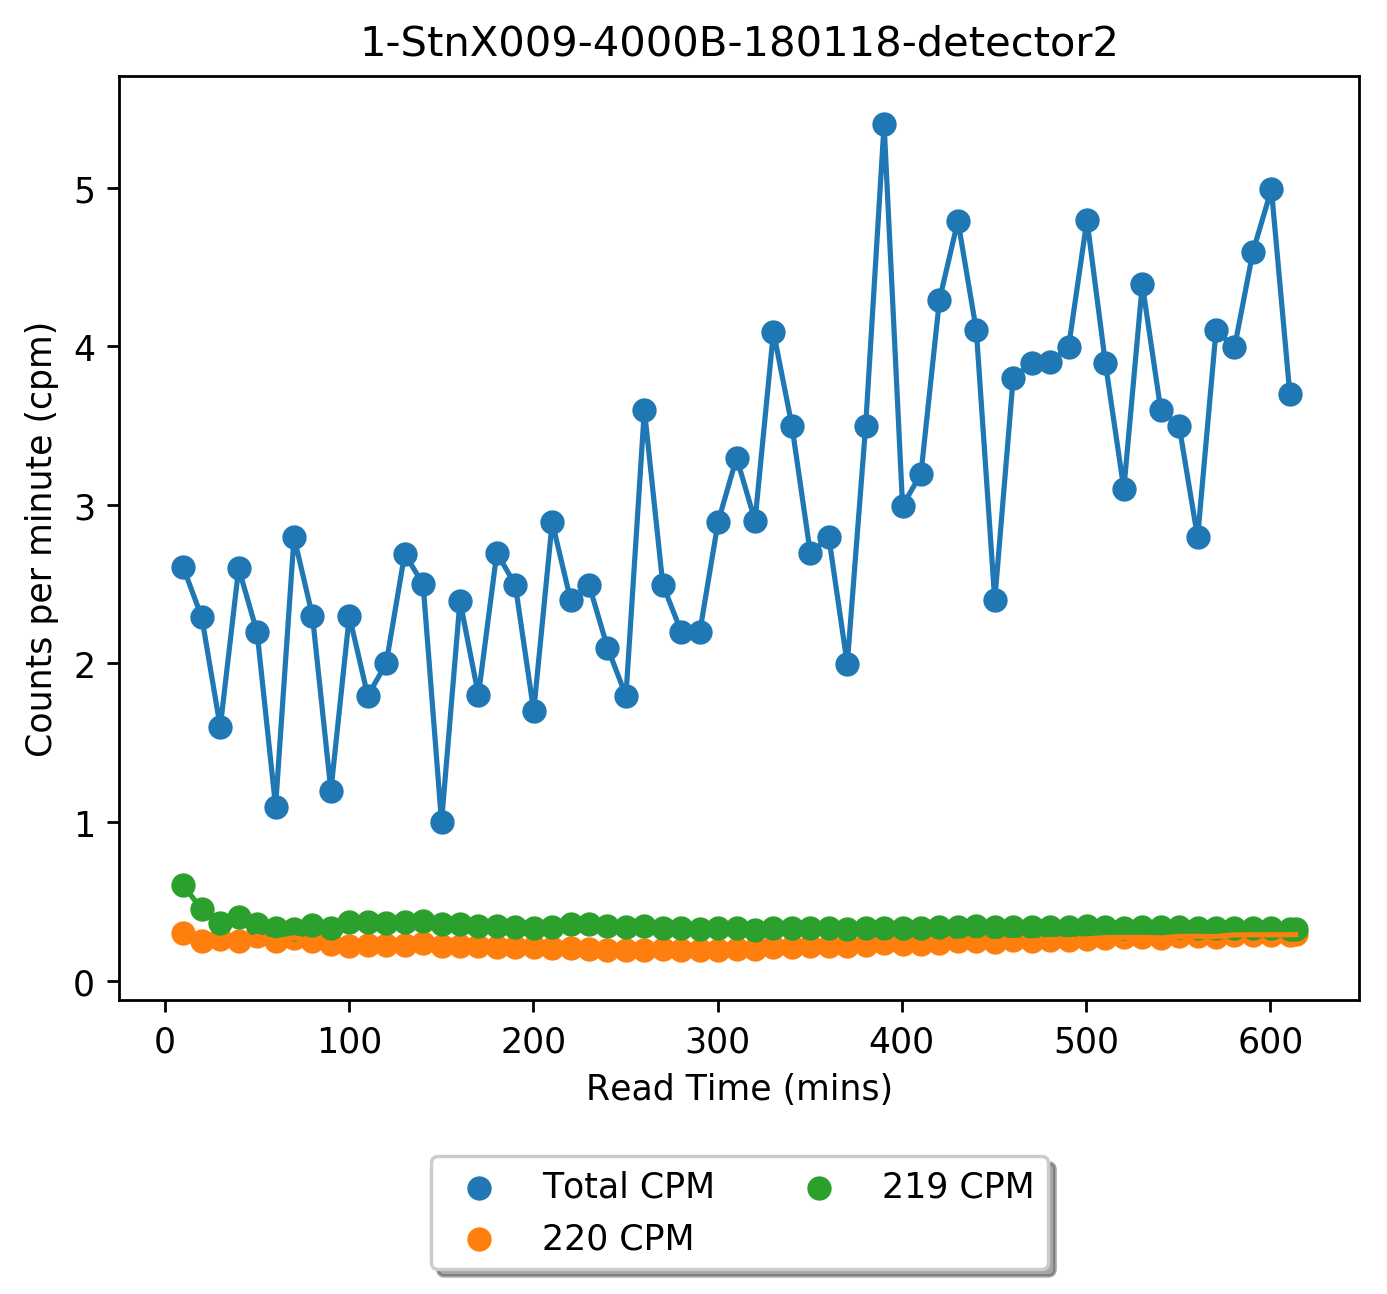 1-StnX009-4000B-180118-detector2
Counts per minute (cpm)
5
4
3
2
1
0
0 100 200 300 400 500 600
Read Time (mins)
Total CPM 219 CPM
220 CPM